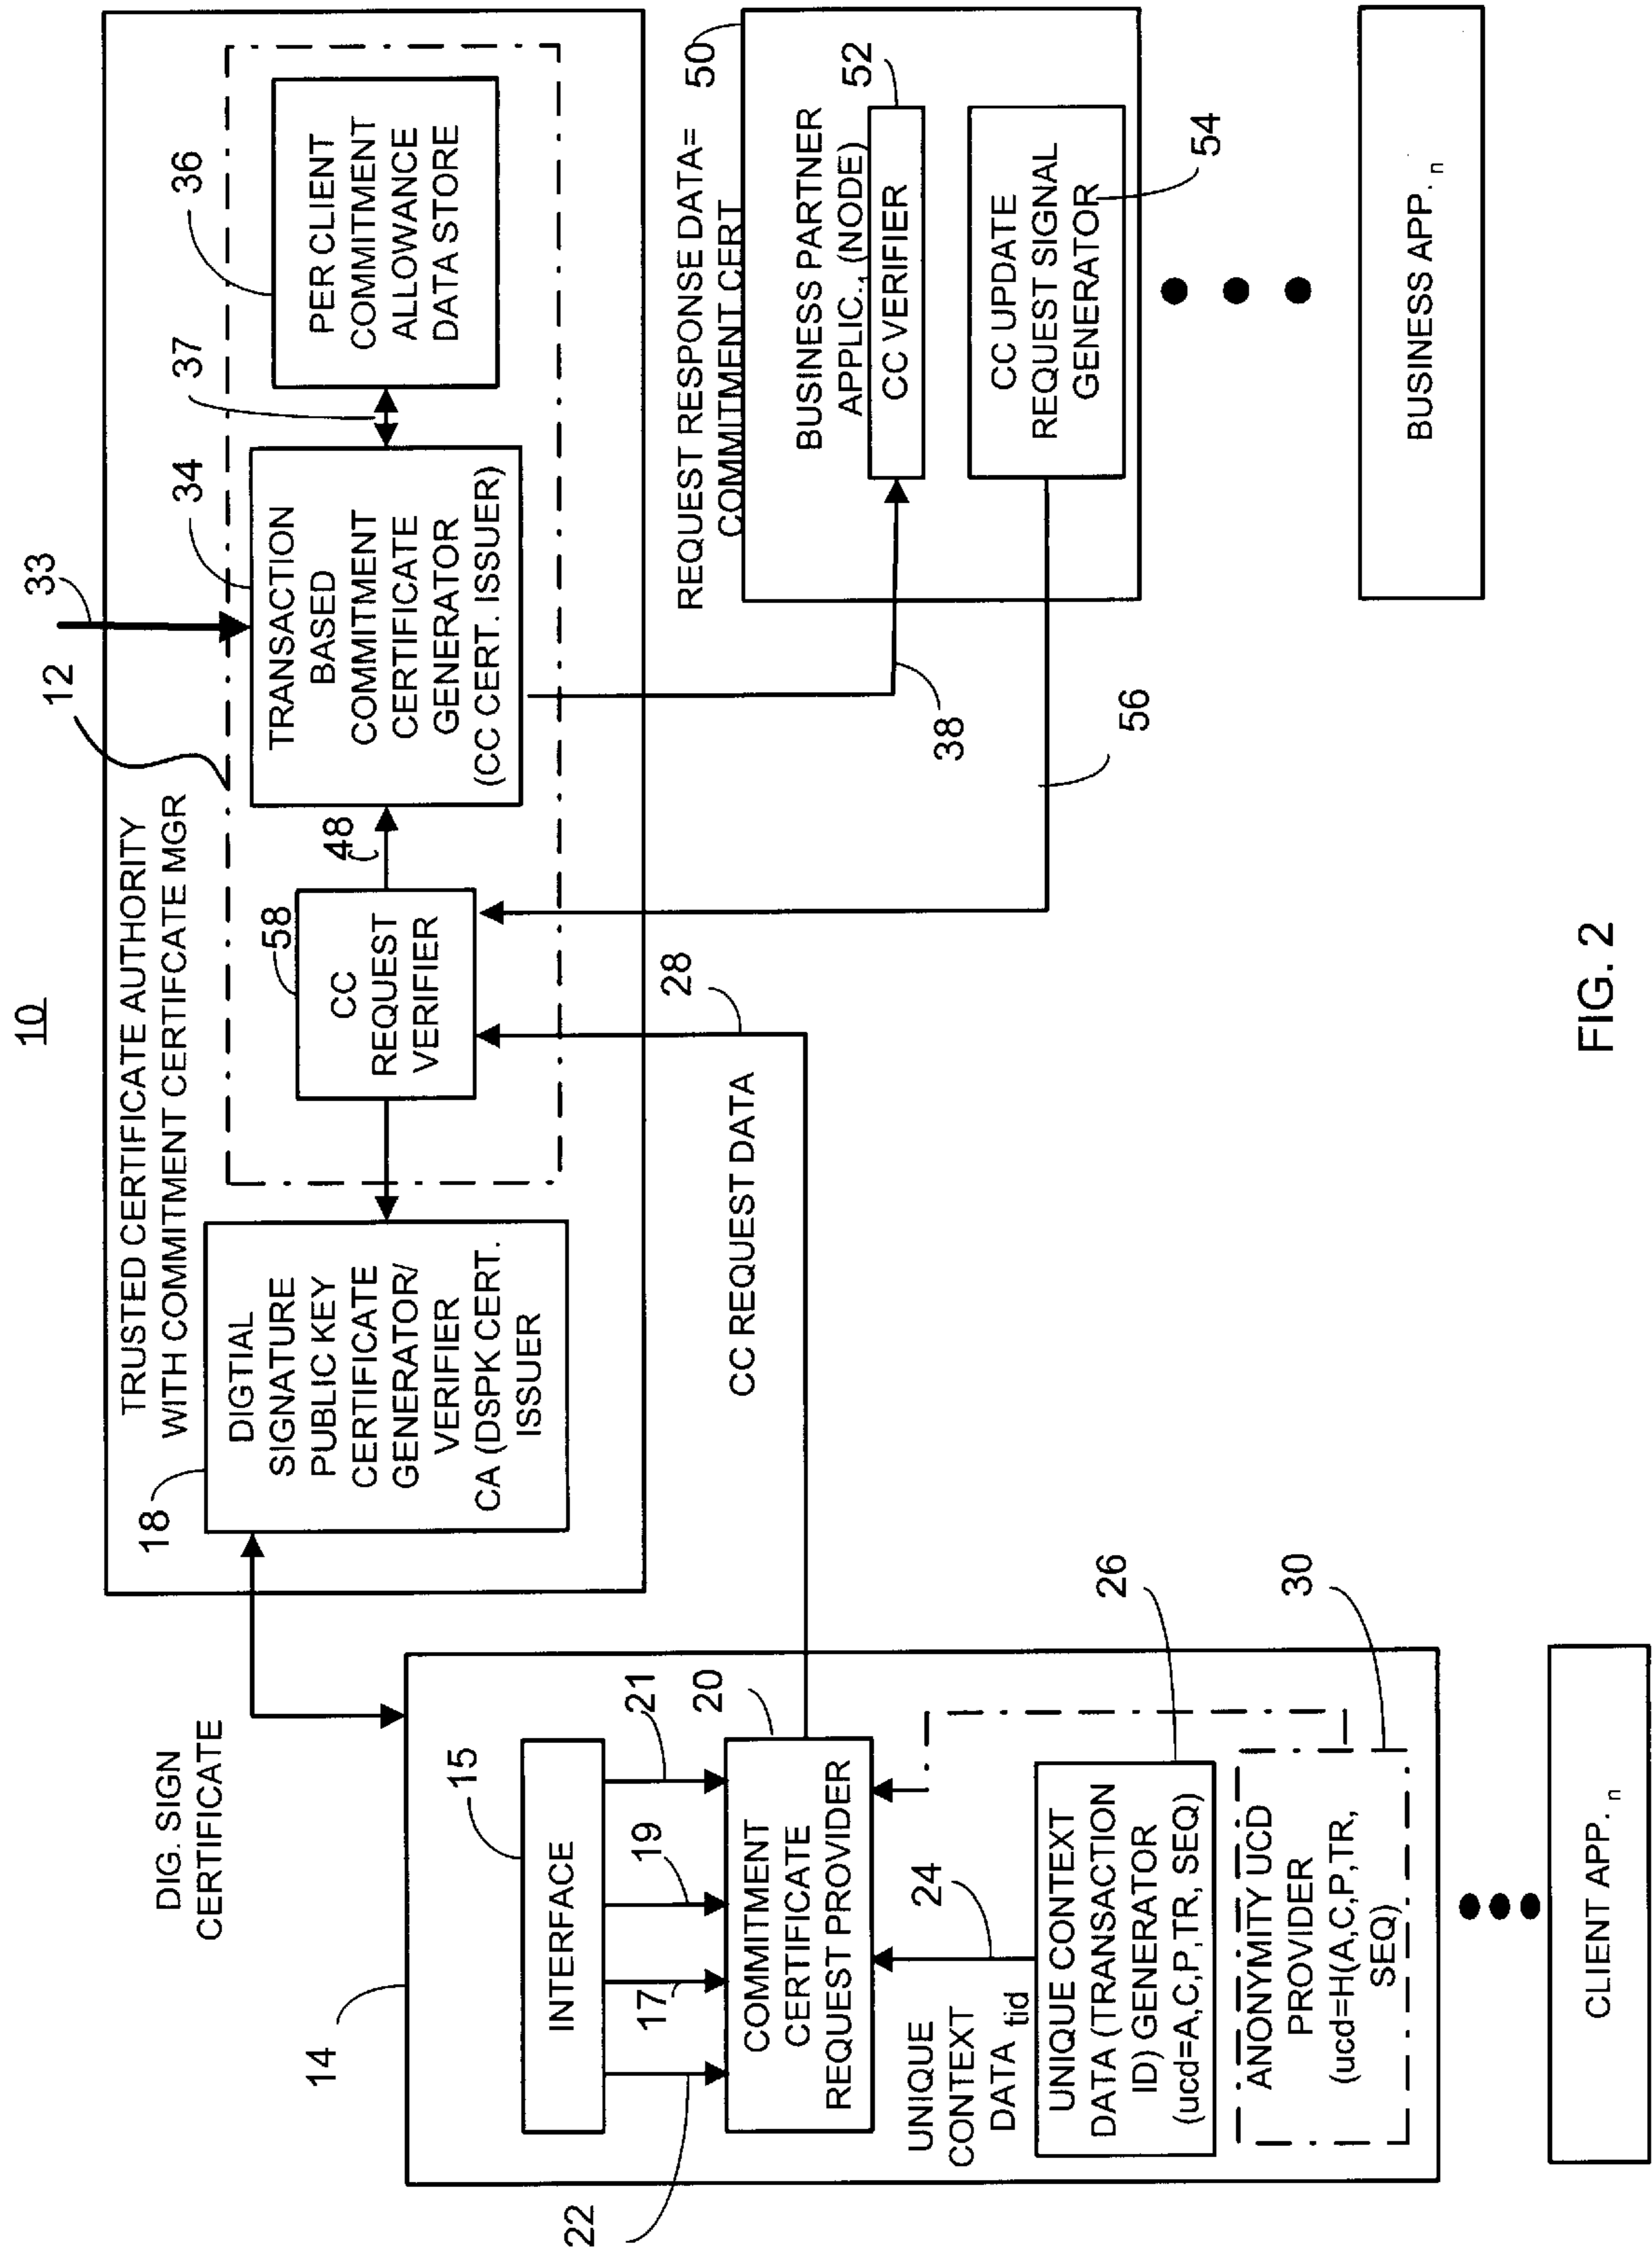 10
TRUSTED CERTIFICATE AUTHORITY
WITH COMMITMENT CERTIFCATE MGR
12
33
18
DIGTIAL
SIGNATURE
PUBLIC KEY
CERTIFICATE
GENERATOR/
VERIFIER
CA (DSPK CERT.
ISSUER
58
CC
REQUEST
VERIFIER
48
34
TRANSACTION
BASED
COMMITMENT
CERTIFICATE
GENERATOR
(CC CERT. ISSUER)
37
36
PER CLIENT
COMMITMENT
ALLOWANCE
DATA STORE
DIG. SIGN
CERTIFICATE
14
INTERFACE
15
22
17
19
21
20
COMMITMENT
CERTIFICATE
REQUEST PROVIDER
UNIQUE
CONTEXT
DATA tid
24
26
UNIQUE CONTEXT
DATA (TRANSACTION
ID) GENERATOR
(ucd=A,C,P,TR, SEQ)
30
ANONYMITY UCD
PROVIDER
(ucd=H(A,C,P,TR,
SEQ)
CLIENT APP. n
CC REQUEST DATA
28
38
56
REQUEST RESPONSE DATA=
COMMITMENT CERT
50
BUSINESS PARTNER
APPLIC. 1 (NODE)
52
CC VERIFIER
CC UPDATE
REQUEST SIGNAL
GENERATOR
54
BUSINESS APP. n
FIG. 2